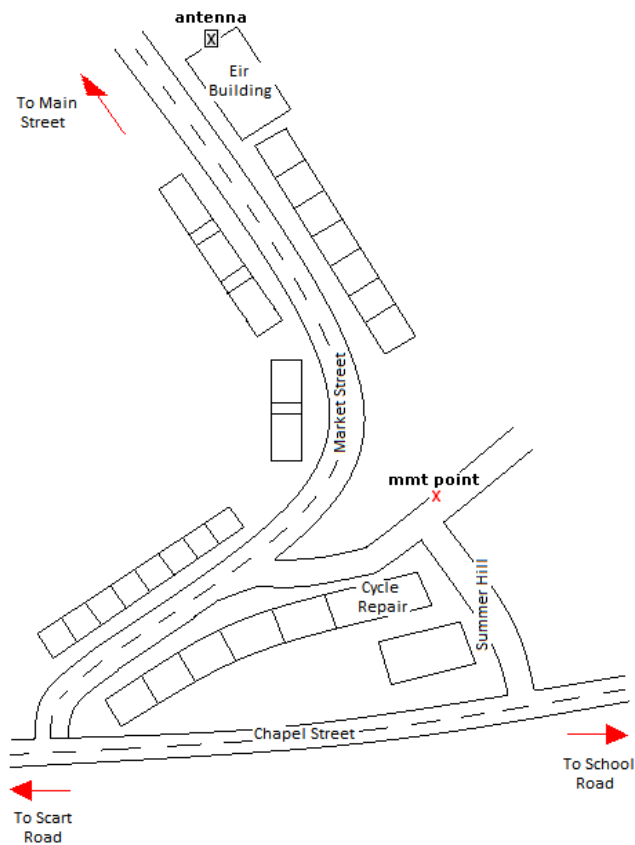 antenna
X
Eir
Building
To Main
Street
Market Street
mmt point
X
Cycle
Repair
Summer Hill
Chapel Street
To School
Road
To Scart
Road